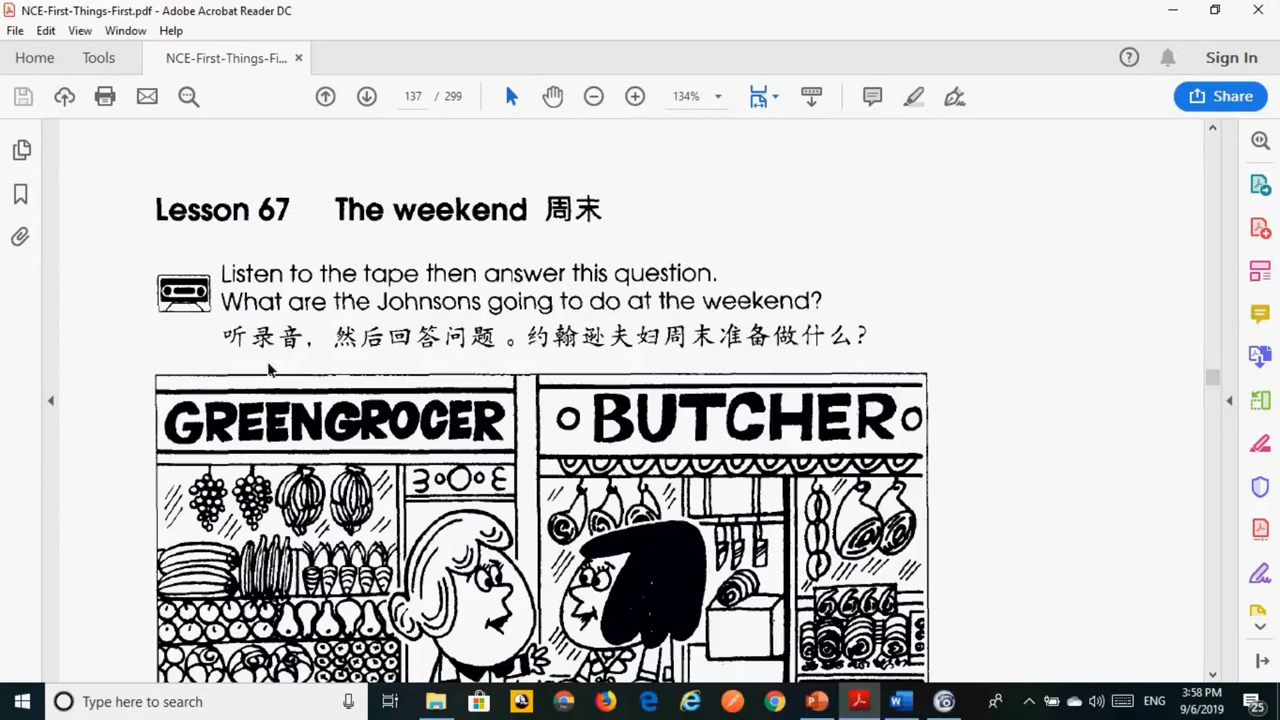 NCE-First-Things-First.pdf - Adobe Acrobat Reader DC
File Edit View Window Help
Home Tools NCE-First-Things-Fi... Sign In
137 / 299 134% Share
Lesson 67 The weekend 周末
Listen to the tape then answer this question.
What are the Johnsons going to do at the weekend?
听录音，然后回答问题。约翰逊夫妇周末准备做什么？
GREENGROCER BUTCHER
Type here to search
ENG
3:58 PM
9/6/2019
25